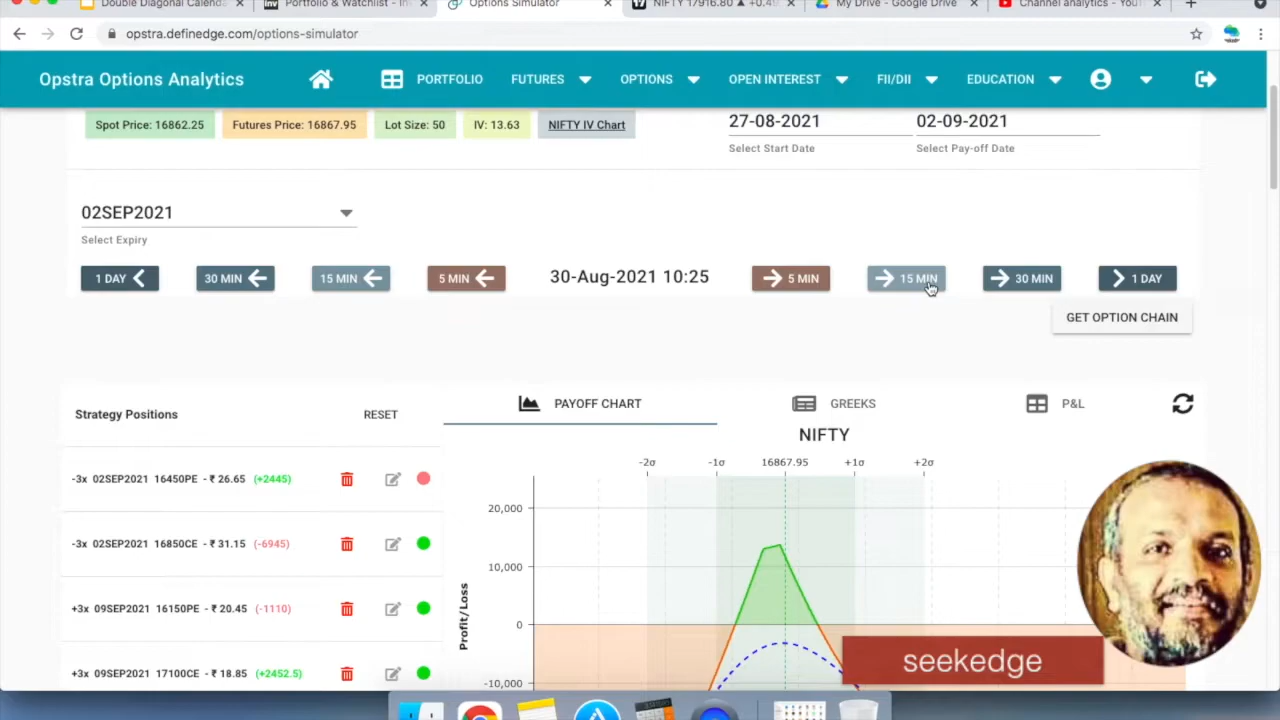 Double Diagonal Calenda
Portfolio & Watchlist - Inv
Options Simulator
NIFTY 17916.80 ▲ +0.49
My Drive - Google Drive
Channel analytics - YouT
opstra.definedge.com/options-simulator
Opstra Options Analytics
PORTFOLIO
FUTURES
OPTIONS
OPEN INTEREST
FII/DII
EDUCATION
Spot Price: 16862.25
Futures Price: 16867.95
Lot Size: 50
IV: 13.63
NIFTY IV Chart
27-08-2021
02-09-2021
Select Start Date
Select Pay-off Date
02SEP2021
Select Expiry
1 DAY
30 MIN
15 MIN
5 MIN
30-Aug-2021 10:25
5 MIN
15 MIN
30 MIN
1 DAY
GET OPTION CHAIN
Strategy Positions
RESET
PAYOFF CHART
GREEKS
P&L
NIFTY
-2σ
-1σ
16867.95
+1σ
+2σ
-3x 02SEP2021 16450PE - ₹ 26.65 (+2445)
-3x 02SEP2021 16850CE - ₹ 31.15 (-6945)
+3x 09SEP2021 16150PE - ₹ 20.45 (-1110)
+3x 09SEP2021 17100CE - ₹ 18.85 (+2452.5)
20,000
10,000
0
-10,000
Profit/Loss
seekedge